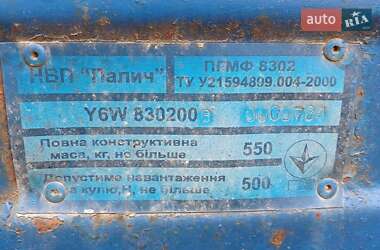 auto RIA
НВП "Палич"
ПГМФ 8302
ТУ У21594899.004-2000
Y6W 830200
Повна конструктивна
маса, кг, не більше
550
Допустиме навантаження
на кулю,Н, не більше
500